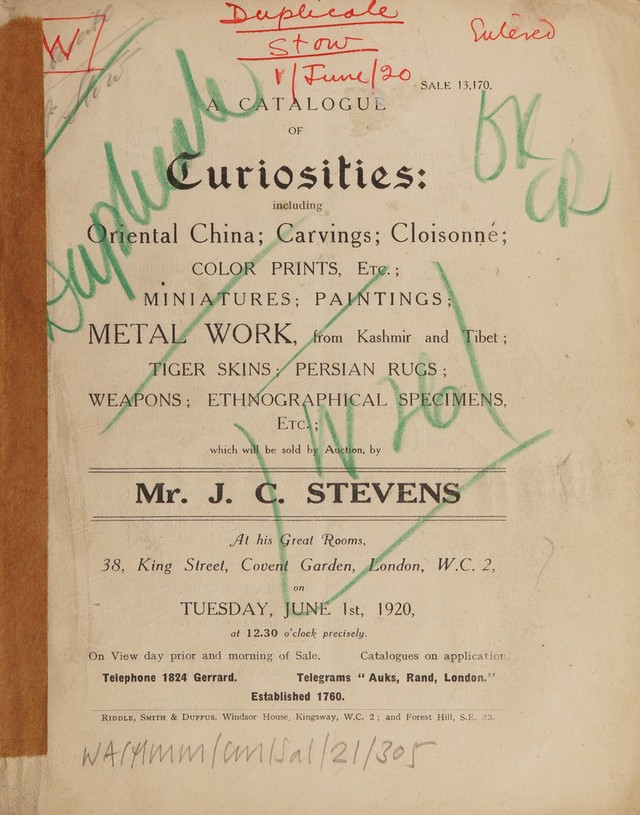 Duplicate
Stow
1/June/20
Entered
W
Stow
SALE 13,170.
Duplicate
OK
CR
A CATALOGUE
OF
Curiosities:
including
Oriental China; Carvings; Cloisonné;
COLOR PRINTS, ETC.;
MINIATURES; PAINTINGS;
METAL WORK, from Kashmir and Tibet;
TIGER SKINS; PERSIAN RUGS;
WEAPONS; ETHNOGRAPHICAL SPECIMENS,
ETC.;
which will be sold by Auction, by
Mr. J. C. STEVENS
At his Great Rooms,
38, King Street, Covent Garden, London, W.C. 2,
on
TUESDAY, JUNE 1st, 1920,
at 12.30 o'clock precisely.
On View day prior and morning of Sale. Catalogues on application.
Telephone 1824 Gerrard. Telegrams "Auks, Rand, London."
Established 1760.
RIDDLE, SMITH & DUFFUS, Windsor House, Kingsway, W.C. 2; and Forest Hill, S.E. 23.
WA/HMM/CM/Sal/21/305